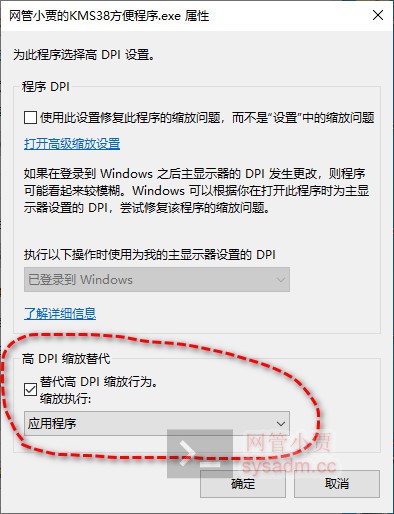 网管小贾的KMS38方便程序.exe 属性
为此程序选择高 DPI 设置。
程序 DPI
使用此设置修复此程序的缩放问题，而不是“设置”中的缩放问题
打开高级缩放设置
如果在登录到 Windows 之后主显示器的 DPI 发生更改，则程序
可能看起来较模糊。Windows 可以根据你在打开此程序时为主显
示器设置的 DPI，尝试修复该程序的缩放问题。
执行以下操作时使用为我的主显示器设置的 DPI
已登录到 Windows
了解详细信息
高 DPI 缩放替代
替代高 DPI 缩放行为。
缩放执行:
应用程序
网管小贾
sysadm.cc
确定
取消